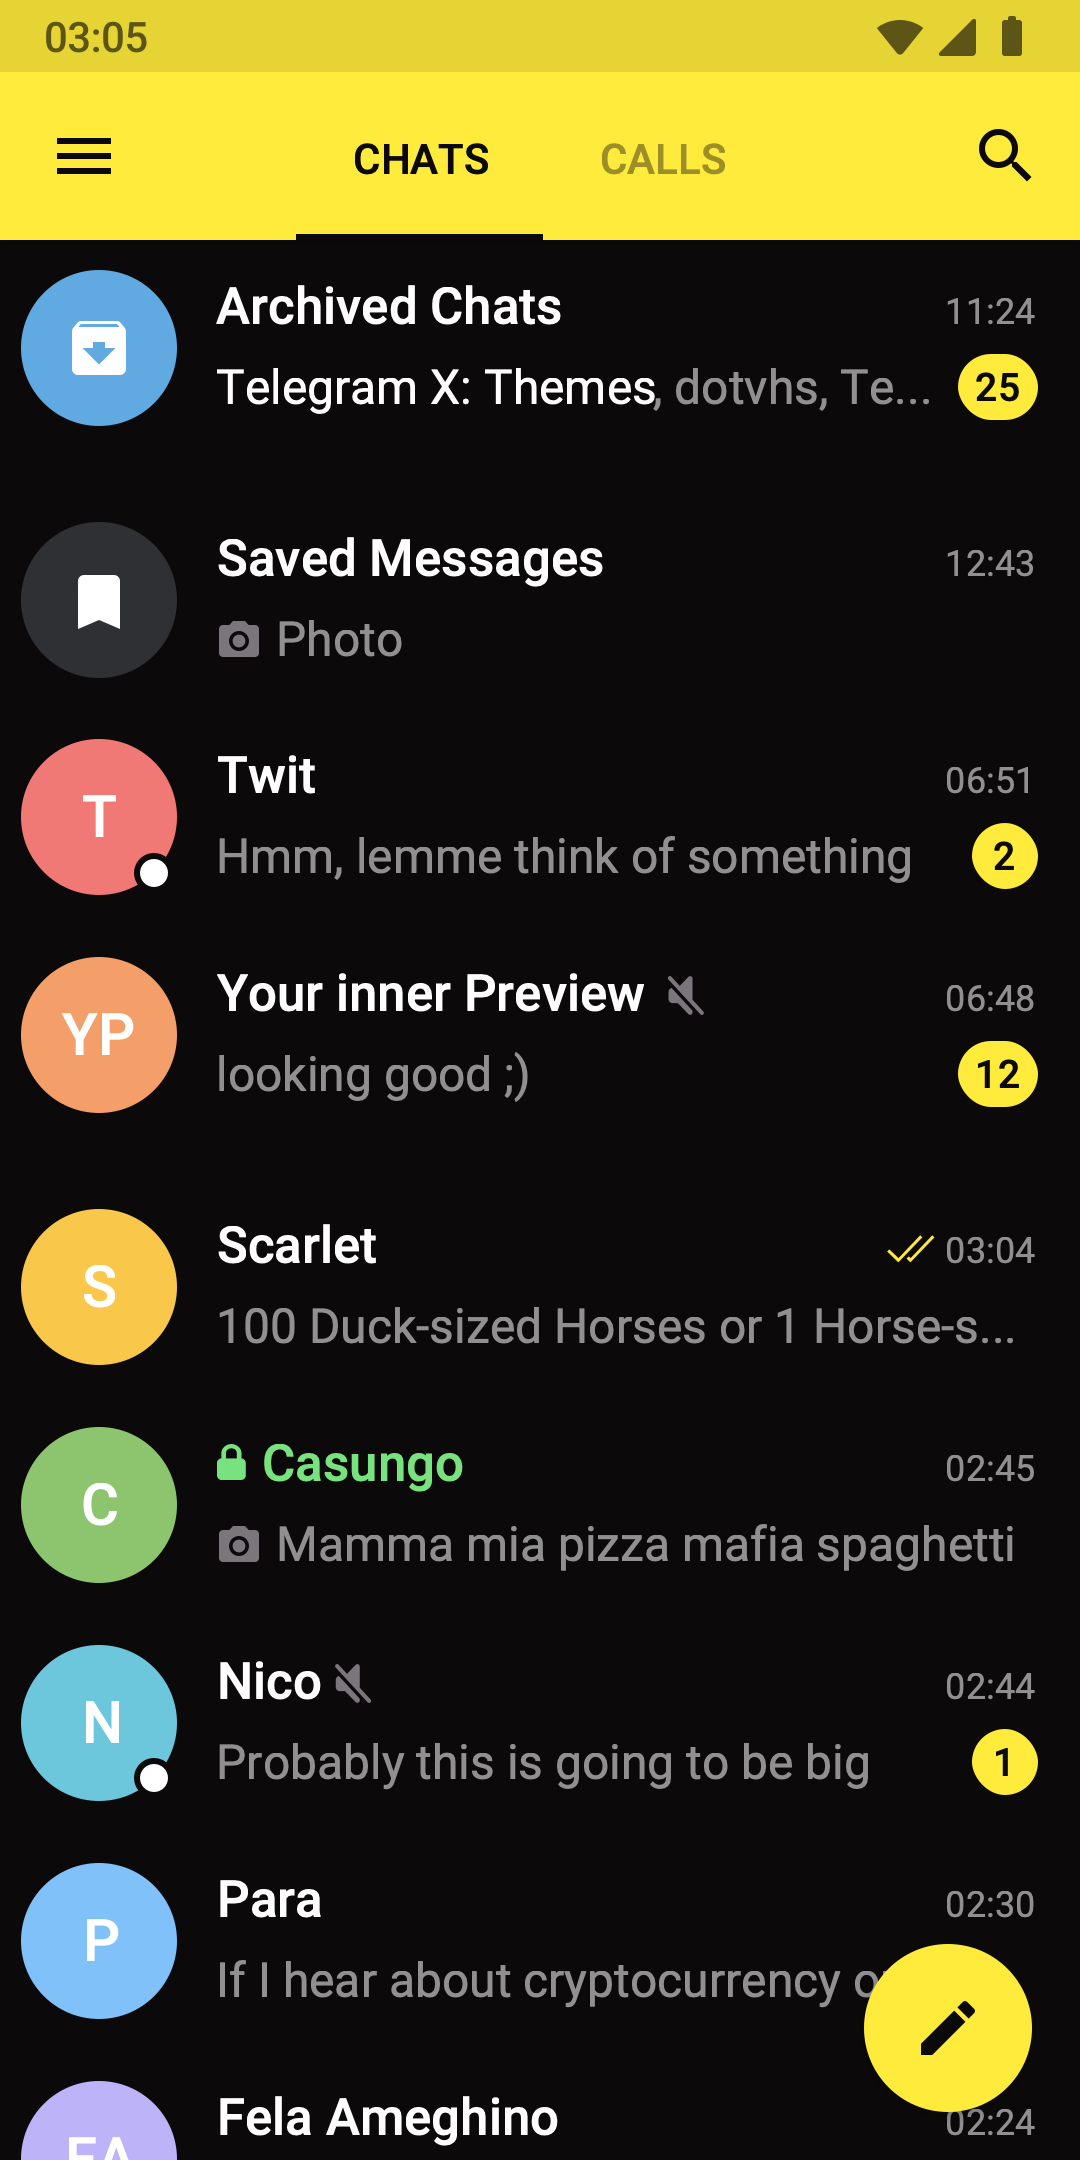 03:05
CHATS CALLS
Archived Chats 11:24
Telegram X: Themes, dotvhs, Te... 25
Saved Messages 12:43
Photo
T Twit 06:51
Hmm, lemme think of something 2
YP Your inner Preview 06:48
looking good ;) 12
S Scarlet 03:04
100 Duck-sized Horses or 1 Horse-s...
C Casungo 02:45
Mamma mia pizza mafia spaghetti
N Nico 02:44
Probably this is going to be big 1
P Para 02:30
If I hear about cryptocurrency
FA Fela Ameghino 02:24